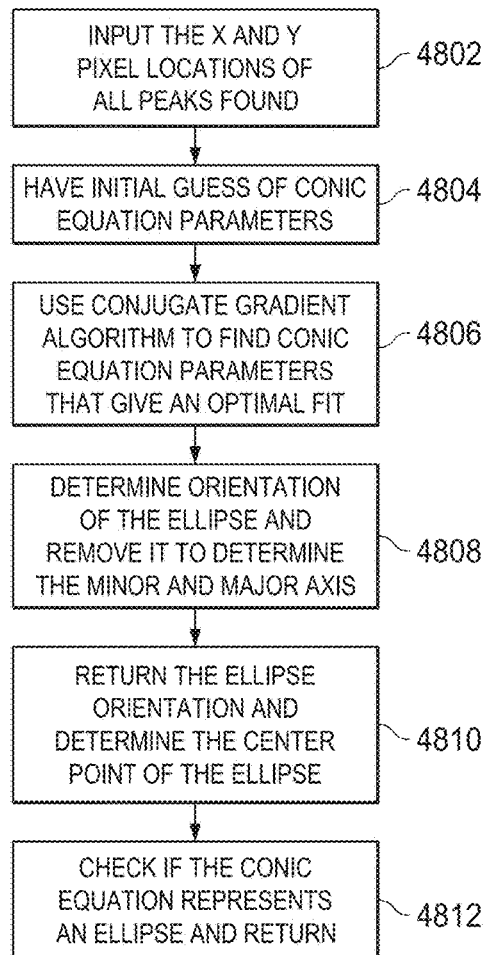 INPUT THE X AND Y
PIXEL LOCATIONS OF
ALL PEAKS FOUND
4802
HAVE INITIAL GUESS OF CONIC
EQUATION PARAMETERS
4804
USE CONJUGATE GRADIENT
ALGORITHM TO FIND CONIC
EQUATION PARAMETERS
THAT GIVE AN OPTIMAL FIT
4806
DETERMINE ORIENTATION
OF THE ELLIPSE AND
REMOVE IT TO DETERMINE
THE MINOR AND MAJOR AXIS
4808
RETURN THE ELLIPSE
ORIENTATION AND
DETERMINE THE CENTER
POINT OF THE ELLIPSE
4810
CHECK IF THE CONIC
EQUATION REPRESENTS
AN ELLIPSE AND RETURN
4812